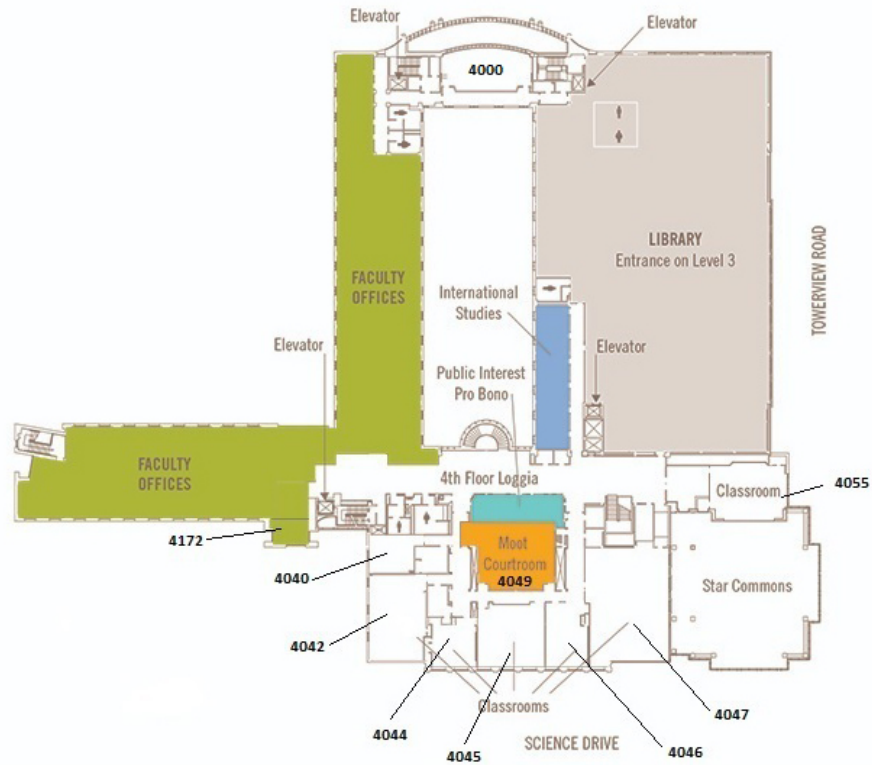 Elevator
Elevator
4000
LIBRARY
Entrance on Level 3
TOWERVIEW ROAD
FACULTY
OFFICES
International
Studies
Elevator
Elevator
Public Interest
Pro Bono
FACULTY
OFFICES
4th Floor Loggia
Classroom
4055
4172
Moot
Courtroom
4049
4040
Star Commons
4042
Classrooms
4047
4044
4045
4046
SCIENCE DRIVE